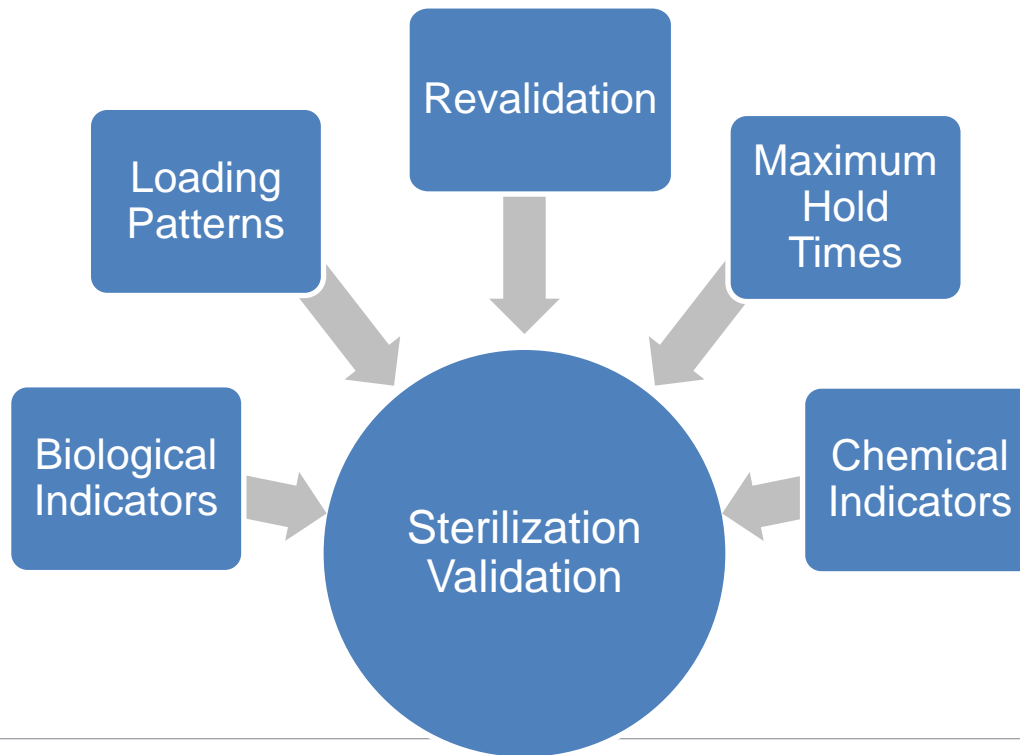 Revalidation
Loading
Patterns
Maximum
Hold
Times
Biological
Indicators
Chemical
Indicators
Sterilization
Validation